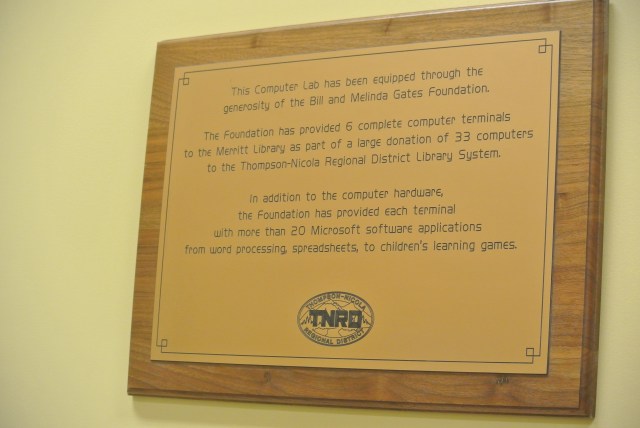 This Computer Lab has been equipped through the
generosity of the Bill and Melinda Gates Foundation.
The Foundation has provided 6 complete computer terminals
to the Merritt Library as part of a large donation of 33 computers
to the Thompson-Nicola Regional District Library System.
In addition to the computer hardware,
the Foundation has provided each terminal
with more than 20 Microsoft software applications
from word processing, spreadsheets, to children's learning games.
THOMPSON-NICOLA
TNRD
REGIONAL DISTRICT